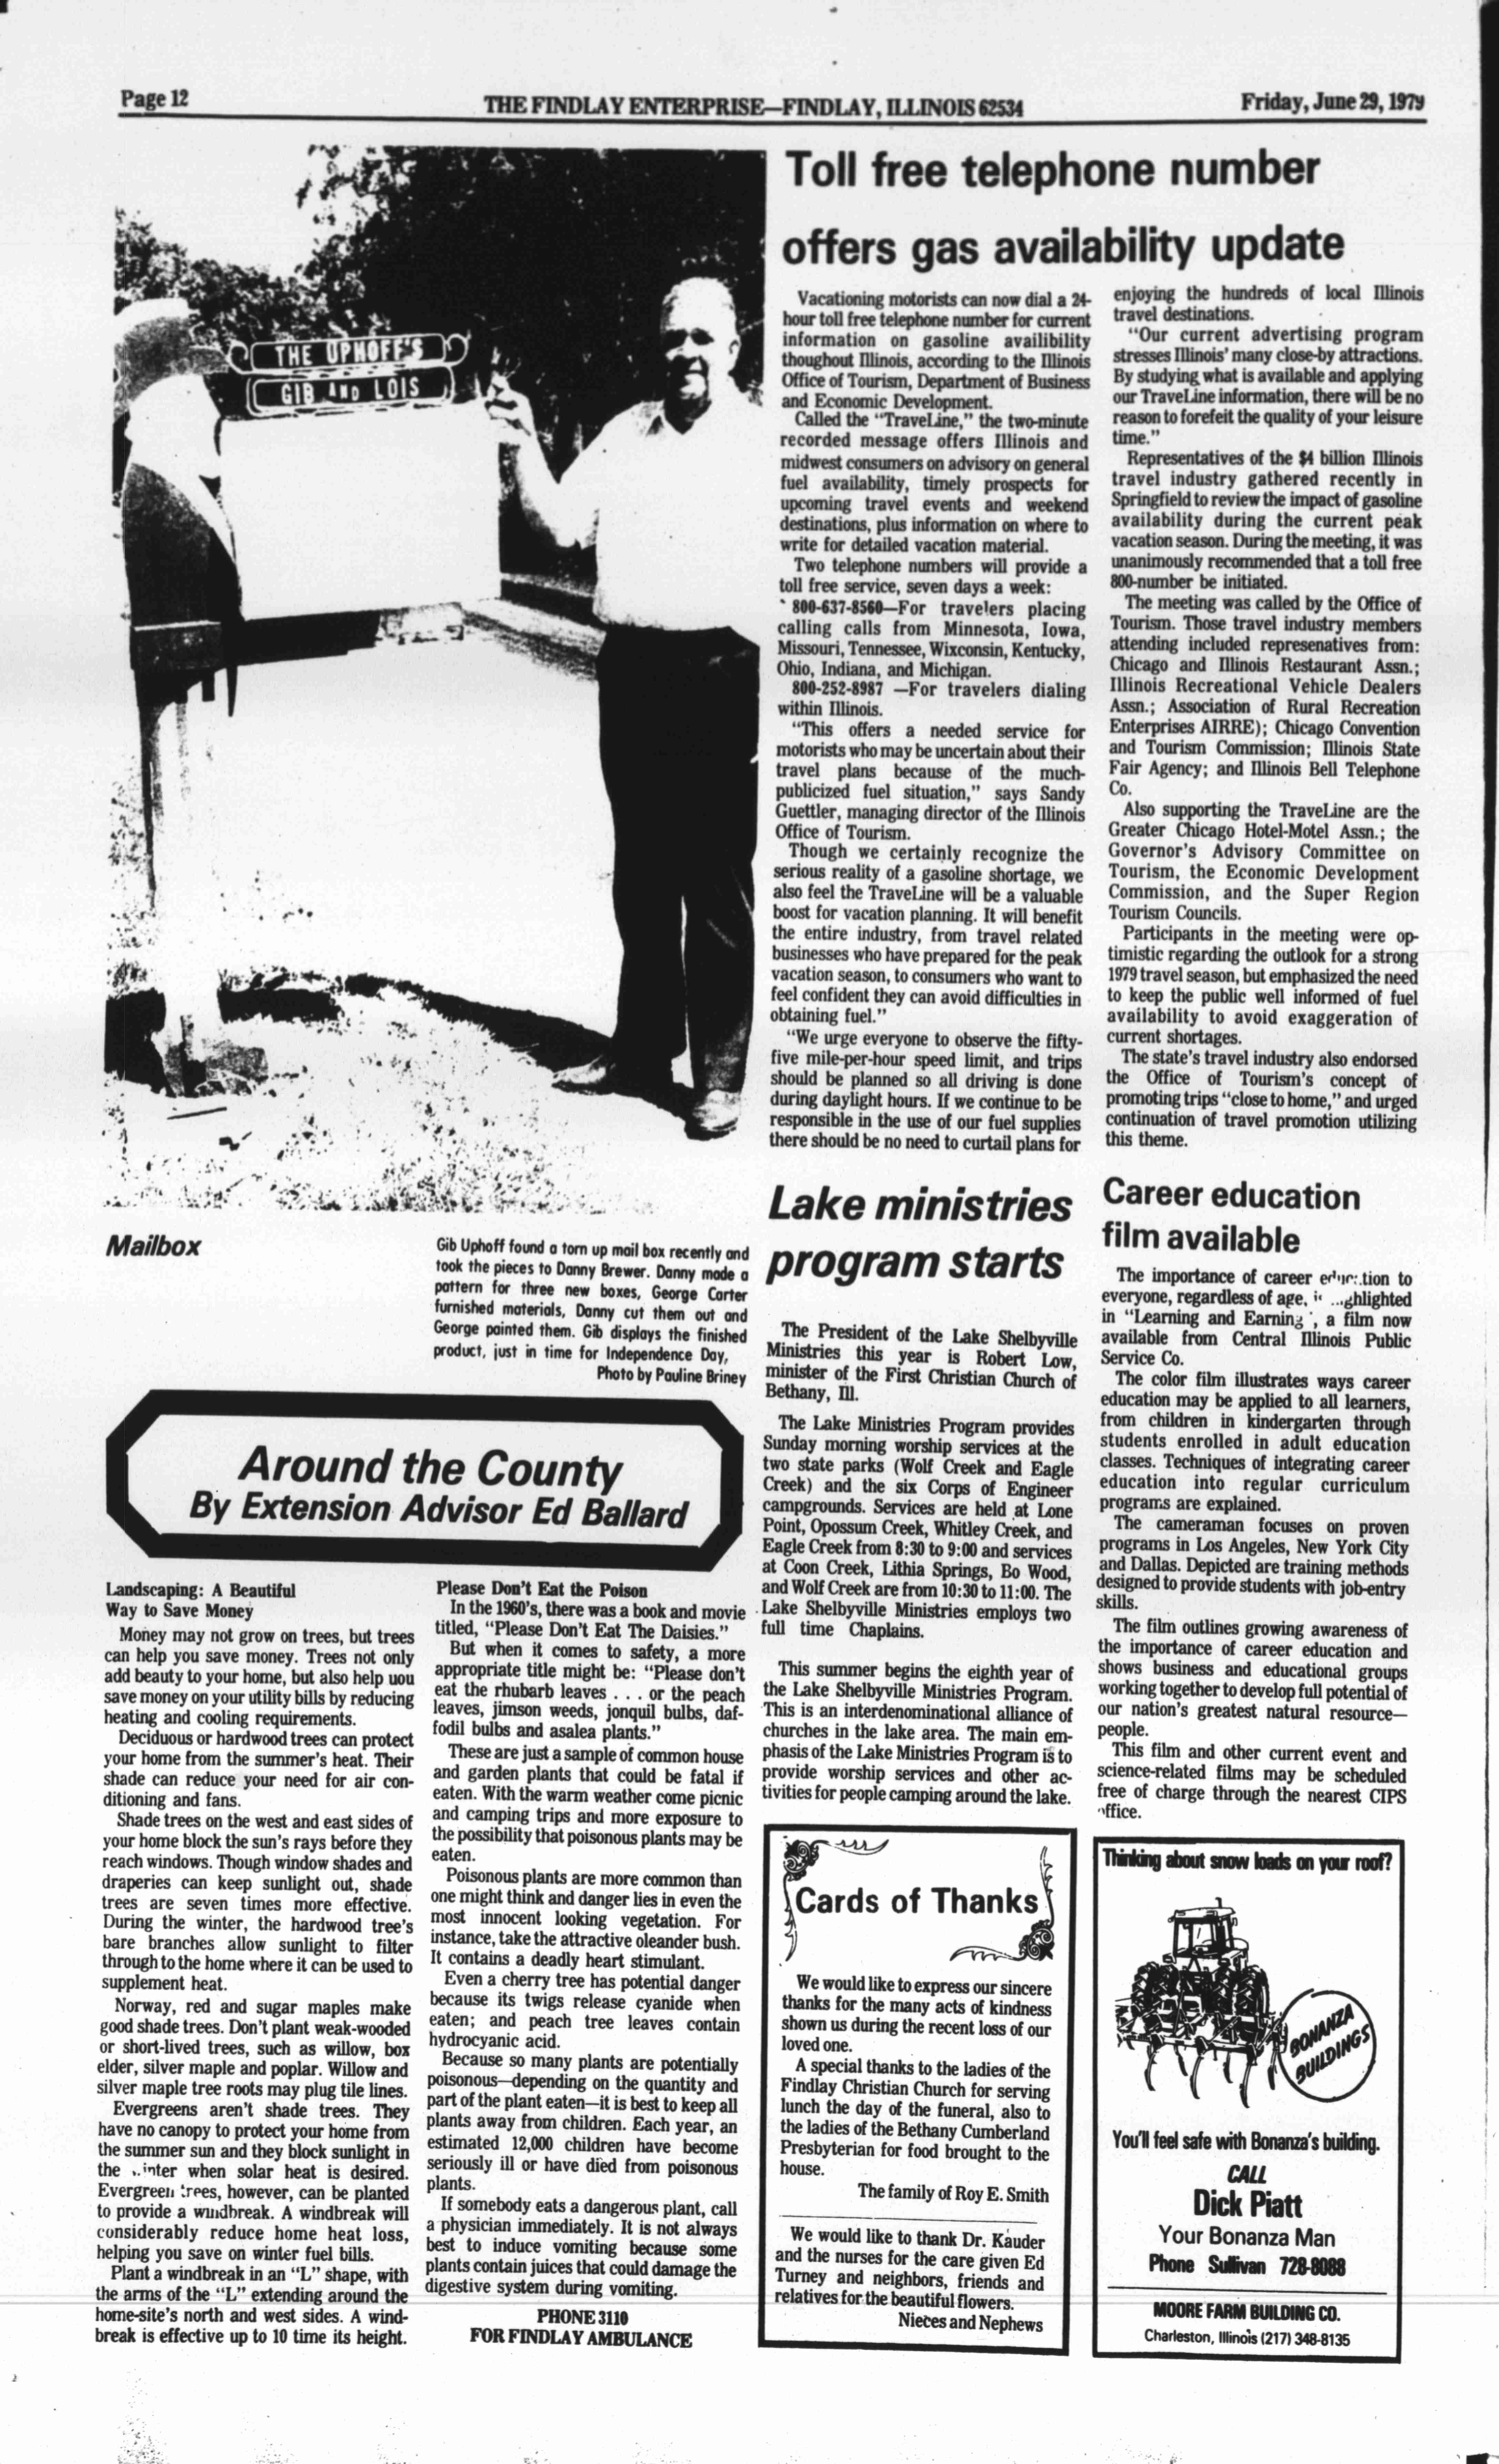 Page 12
THE FINDLAY ENTERPRISE—FINDLAY, ILLINOIS 62534
Friday, June 29, 1979
THE UPHOFF'S
GIB AND LOIS
Mailbox
Gib Uphoff found a torn up mail box recently and
took the pieces to Danny Brewer. Danny made a
pattern for three new boxes, George Carter
furnished materials, Danny cut them out and
George painted them. Gib displays the finished
product, just in time for Independence Day,
Photo by Pauline Briney
Toll free telephone number
offers gas availability update
Vacationing motorists can now dial a 24-
hour toll free telephone number for current
information on gasoline availibility
thoughout Illinois, according to the Illinois
Office of Tourism, Department of Business
and Economic Development.
Called the "TraveLine," the two-minute
recorded message offers Illinois and
midwest consumers on advisory on general
fuel availability, timely prospects for
upcoming travel events and weekend
destinations, plus information on where to
write for detailed vacation material.
Two telephone numbers will provide a
toll free service, seven days a week:
800-637-8560—For travelers placing
calling calls from Minnesota, Iowa,
Missouri, Tennessee, Wixconsin, Kentucky,
Ohio, Indiana, and Michigan.
800-252-8987 —For travelers dialing
within Illinois.
"This offers a needed service for
motorists who may be uncertain about their
travel plans because of the much-
publicized fuel situation," says Sandy
Guettler, managing director of the Illinois
Office of Tourism.
Though we certainly recognize the
serious reality of a gasoline shortage, we
also feel the TraveLine will be a valuable
boost for vacation planning. It will benefit
the entire industry, from travel related
businesses who have prepared for the peak
vacation season, to consumers who want to
feel confident they can avoid difficulties in
obtaining fuel."
"We urge everyone to observe the fifty-
five mile-per-hour speed limit, and trips
should be planned so all driving is done
during daylight hours. If we continue to be
responsible in the use of our fuel supplies
there should be no need to curtail plans for
enjoying the hundreds of local Illinois
travel destinations.
"Our current advertising program
stresses Illinois' many close-by attractions.
By studying what is available and applying
our TraveLine information, there will be no
reason to forefeit the quality of your leisure
time."
Representatives of the $4 billion Illinois
travel industry gathered recently in
Springfield to review the impact of gasoline
availability during the current peak
vacation season. During the meeting, it was
unanimously recommended that a toll free
800-number be initiated.
The meeting was called by the Office of
Tourism. Those travel industry members
attending included represenatives from:
Chicago and Illinois Restaurant Assn.;
Illinois Recreational Vehicle Dealers
Assn.; Association of Rural Recreation
Enterprises AIRRE); Chicago Convention
and Tourism Commission; Illinois State
Fair Agency; and Illinois Bell Telephone
Co.
Also supporting the TraveLine are the
Greater Chicago Hotel-Motel Assn.; the
Governor's Advisory Committee on
Tourism, the Economic Development
Commission, and the Super Region
Tourism Councils.
Participants in the meeting were op-
timistic regarding the outlook for a strong
1979 travel season, but emphasized the need
to keep the public well informed of fuel
availability to avoid exaggeration of
current shortages.
The state's travel industry also endorsed
the Office of Tourism's concept of
promoting trips "close to home," and urged
continuation of travel promotion utilizing
this theme.
Around the County
By Extension Advisor Ed Ballard
Landscaping: A Beautiful
Way to Save Money
Money may not grow on trees, but trees
can help you save money. Trees not only
add beauty to your home, but also help uou
save money on your utility bills by reducing
heating and cooling requirements.
Deciduous or hardwood trees can protect
your home from the summer's heat. Their
shade can reduce your need for air con-
ditioning and fans.
Shade trees on the west and east sides of
your home block the sun's rays before they
reach windows. Though window shades and
draperies can keep sunlight out, shade
trees are seven times more effective.
During the winter, the hardwood tree's
bare branches allow sunlight to filter
through to the home where it can be used to
supplement heat.
Norway, red and sugar maples make
good shade trees. Don't plant weak-wooded
or short-lived trees, such as willow, box
elder, silver maple and poplar. Willow and
silver maple tree roots may plug tile lines.
Evergreens aren't shade trees. They
have no canopy to protect your home from
the summer sun and they block sunlight in
the winter when solar heat is desired.
Evergreen trees, however, can be planted
to provide a windbreak. A windbreak will
considerably reduce home heat loss,
helping you save on winter fuel bills.
Plant a windbreak in an "L" shape, with
the arms of the "L" extending around the
home-site's north and west sides. A wind-
break is effective up to 10 time its height.
Please Don't Eat the Poison
In the 1960's, there was a book and movie
titled, "Please Don't Eat The Daisies."
But when it comes to safety, a more
appropriate title might be: "Please don't
eat the rhubarb leaves . . . or the peach
leaves, jimson weeds, jonquil bulbs, daf-
fodil bulbs and asalea plants."
These are just a sample of common house
and garden plants that could be fatal if
eaten. With the warm weather come picnic
and camping trips and more exposure to
the possibility that poisonous plants may be
eaten.
Poisonous plants are more common than
one might think and danger lies in even the
most innocent looking vegetation. For
instance, take the attractive oleander bush.
It contains a deadly heart stimulant.
Even a cherry tree has potential danger
because its twigs release cyanide when
eaten; and peach tree leaves contain
hydrocyanic acid.
Because so many plants are potentially
poisonous—depending on the quantity and
part of the plant eaten—it is best to keep all
plants away from children. Each year, an
estimated 12,000 children have become
seriously ill or have died from poisonous
plants.
If somebody eats a dangerous plant, call
a physician immediately. It is not always
best to induce vomiting because some
plants contain juices that could damage the
digestive system during vomiting.
PHONE 3110
FOR FINDLAY AMBULANCE
Lake ministries
program starts
The President of the Lake Shelbyville
Ministries this year is Robert Low,
minister of the First Christian Church of
Bethany, Ill.
The Lake Ministries Program provides
Sunday morning worship services at the
two state parks (Wolf Creek and Eagle
Creek) and the six Corps of Engineer
campgrounds. Services are held at Lone
Point, Opossum Creek, Whitley Creek, and
Eagle Creek from 8:30 to 9:00 and services
at Coon Creek, Lithia Springs, Bo Wood,
and Wolf Creek are from 10:30 to 11:00. The
Lake Shelbyville Ministries employs two
full time Chaplains.
This summer begins the eighth year of
the Lake Shelbyville Ministries Program.
This is an interdenominational alliance of
churches in the lake area. The main em-
phasis of the Lake Ministries Program is to
provide worship services and other ac-
tivities for people camping around the lake.
Cards of Thanks
We would like to express our sincere
thanks for the many acts of kindness
shown us during the recent loss of our
loved one.
A special thanks to the ladies of the
Findlay Christian Church for serving
lunch the day of the funeral, also to
the ladies of the Bethany Cumberland
Presbyterian for food brought to the
house.
The family of Roy E. Smith
We would like to thank Dr. Kauder
and the nurses for the care given Ed
Turney and neighbors, friends and
relatives for the beautiful flowers.
Nieces and Nephews
Career education
film available
The importance of career education to
everyone, regardless of age, is highlighted
in "Learning and Earning", a film now
available from Central Illinois Public
Service Co.
The color film illustrates ways career
education may be applied to all learners,
from children in kindergarten through
students enrolled in adult education
classes. Techniques of integrating career
education into regular curriculum
programs are explained.
The cameraman focuses on proven
programs in Los Angeles, New York City
and Dallas. Depicted are training methods
designed to provide students with job-entry
skills.
The film outlines growing awareness of
the importance of career education and
shows business and educational groups
working together to develop full potential of
our nation's greatest natural resource—
people.
This film and other current event and
science-related films may be scheduled
free of charge through the nearest CIPS
office.
Thinking about snow loads on your roof?
BONANZA
BUILDINGS
You'll feel safe with Bonanza's building.
CALL
Dick Piatt
Your Bonanza Man
Phone Sullivan 728-8088
MOORE FARM BUILDING CO.
Charleston, Illinois (217) 348-8135